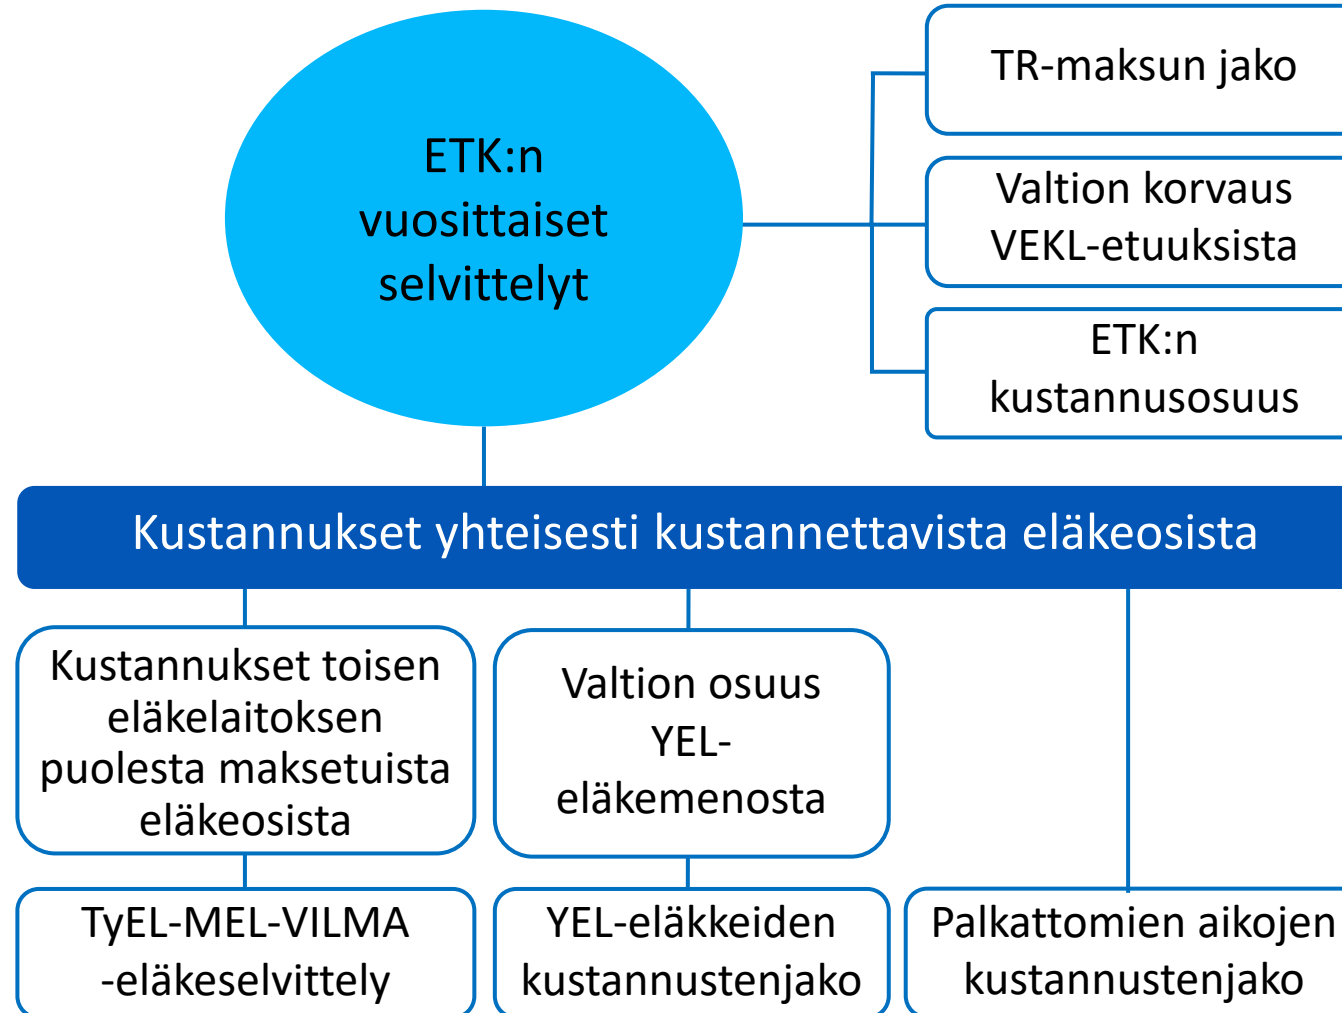 ETK:n
vuosittaiset
selvittelyt
TR-maksun jako
Valtion korvaus
VEKL-etuuksista
ETK:n
kustannusosuus
Kustannukset yhteisesti kustannettavista eläkeosista
Kustannukset toisen
eläkelaitoksen
puolesta maksetuista
eläkeosista
Valtion osuus
YEL-
eläkemenosta
TyEL-MEL-VILMA
-eläkeselvittely
YEL-eläkkeiden
kustannustenjako
Palkattomien aikojen
kustannustenjako